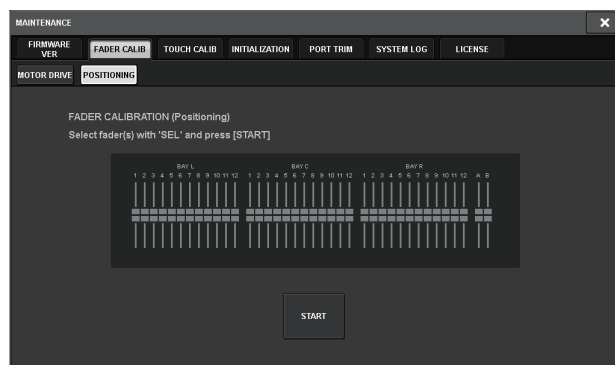 MAINTENANCE
FIRMWARE VER FADER CALIB TOUCH CALIB INITIALIZATION PORT TRIM SYSTEM LOG LICENSE
MOTOR DRIVE POSITIONING
FADER CALIBRATION (Positioning)
Select fader(s) with 'SEL' and press [START]
BAY L BAY C BAY R
1 2 3 4 5 6 7 8 9 10 11 12 1 2 3 4 5 6 7 8 9 10 11 12 1 2 3 4 5 6 7 8 9 10 11 12 A B
START